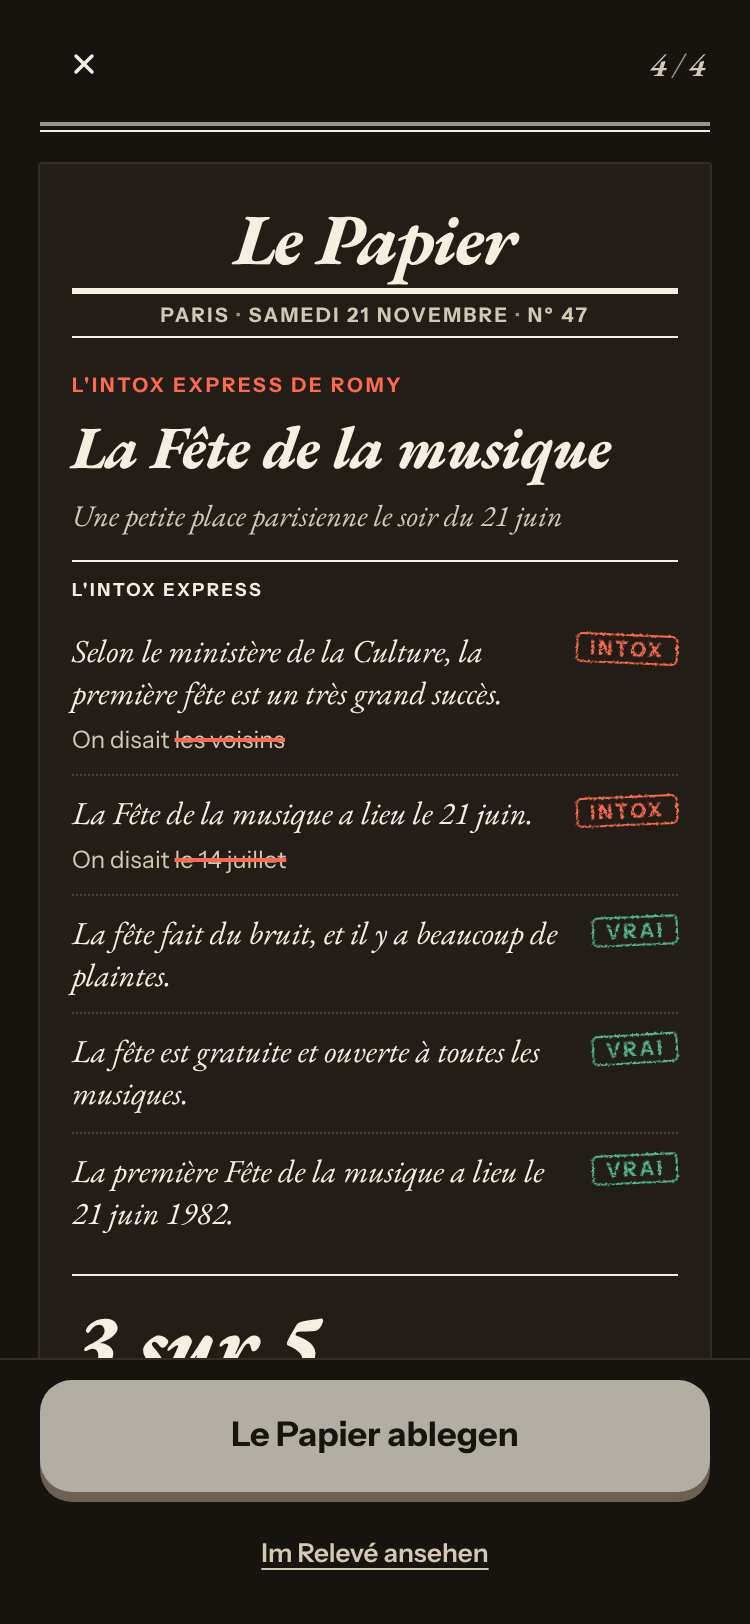 4/4
Le Papier
PARIS · SAMEDI 21 NOVEMBRE · N° 47
L'INTOX EXPRESS DE ROMY
La Fête de la musique
Une petite place parisienne le soir du 21 juin
L'INTOX EXPRESS
Selon le ministère de la Culture, la
INTOX
première fête est un très grand succès.
On disait les voisins
La Fête de la musique a lieu le 21 juin.
INTOX
On disait le 14 juillet
La fête fait du bruit, et il y a beaucoup de
VRAI
plaintes.
La fête est gratuite et ouverte à toutes les
VRAI
musiques.
La première Fête de la musique a lieu le
VRAI
21 juin 1982.
3 sur 5
Le Papier ablegen
Im Relevé ansehen